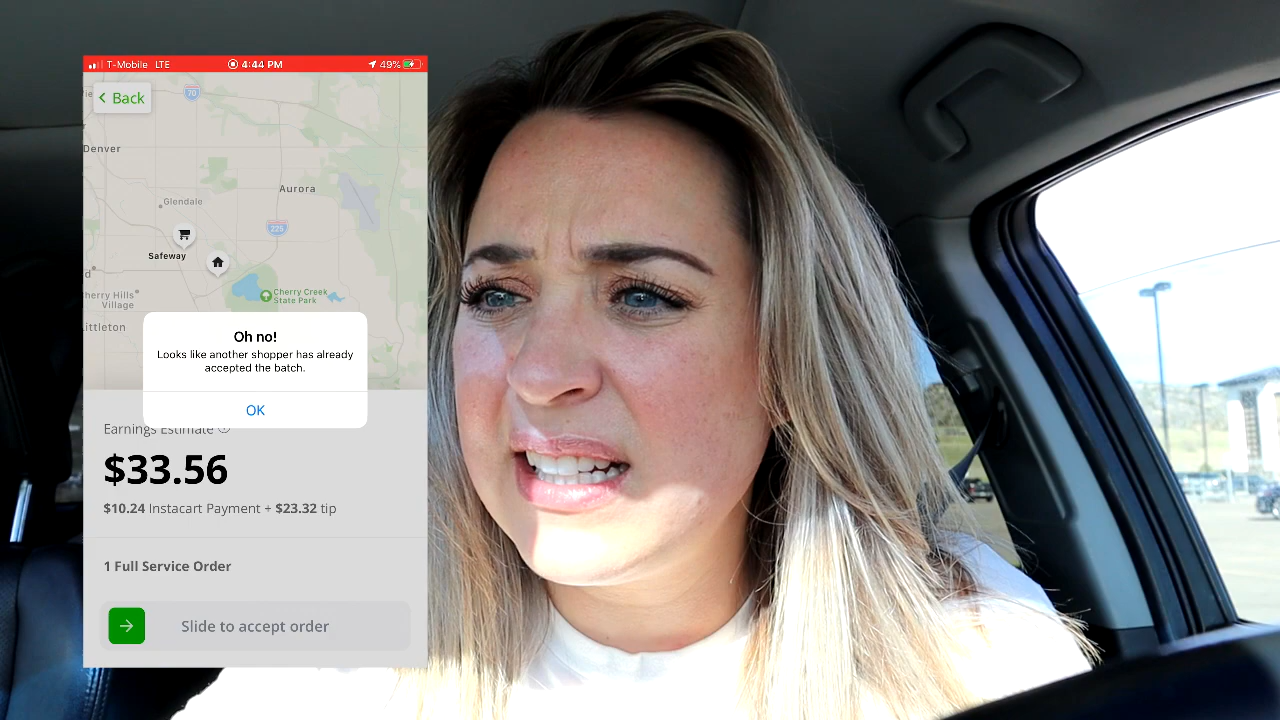 T-Mobile LTE 4:44 PM 49%
70
Back
Denver
Aurora
Glendale
225
Safeway
Cherry Creek
State Park
herry Hills
Village
ittleton
Oh no!
Looks like another shopper has already
accepted the batch.
OK
Earnings Estimate
$33.56
$10.24 Instacart Payment + $23.32 tip
1 Full Service Order
Slide to accept order